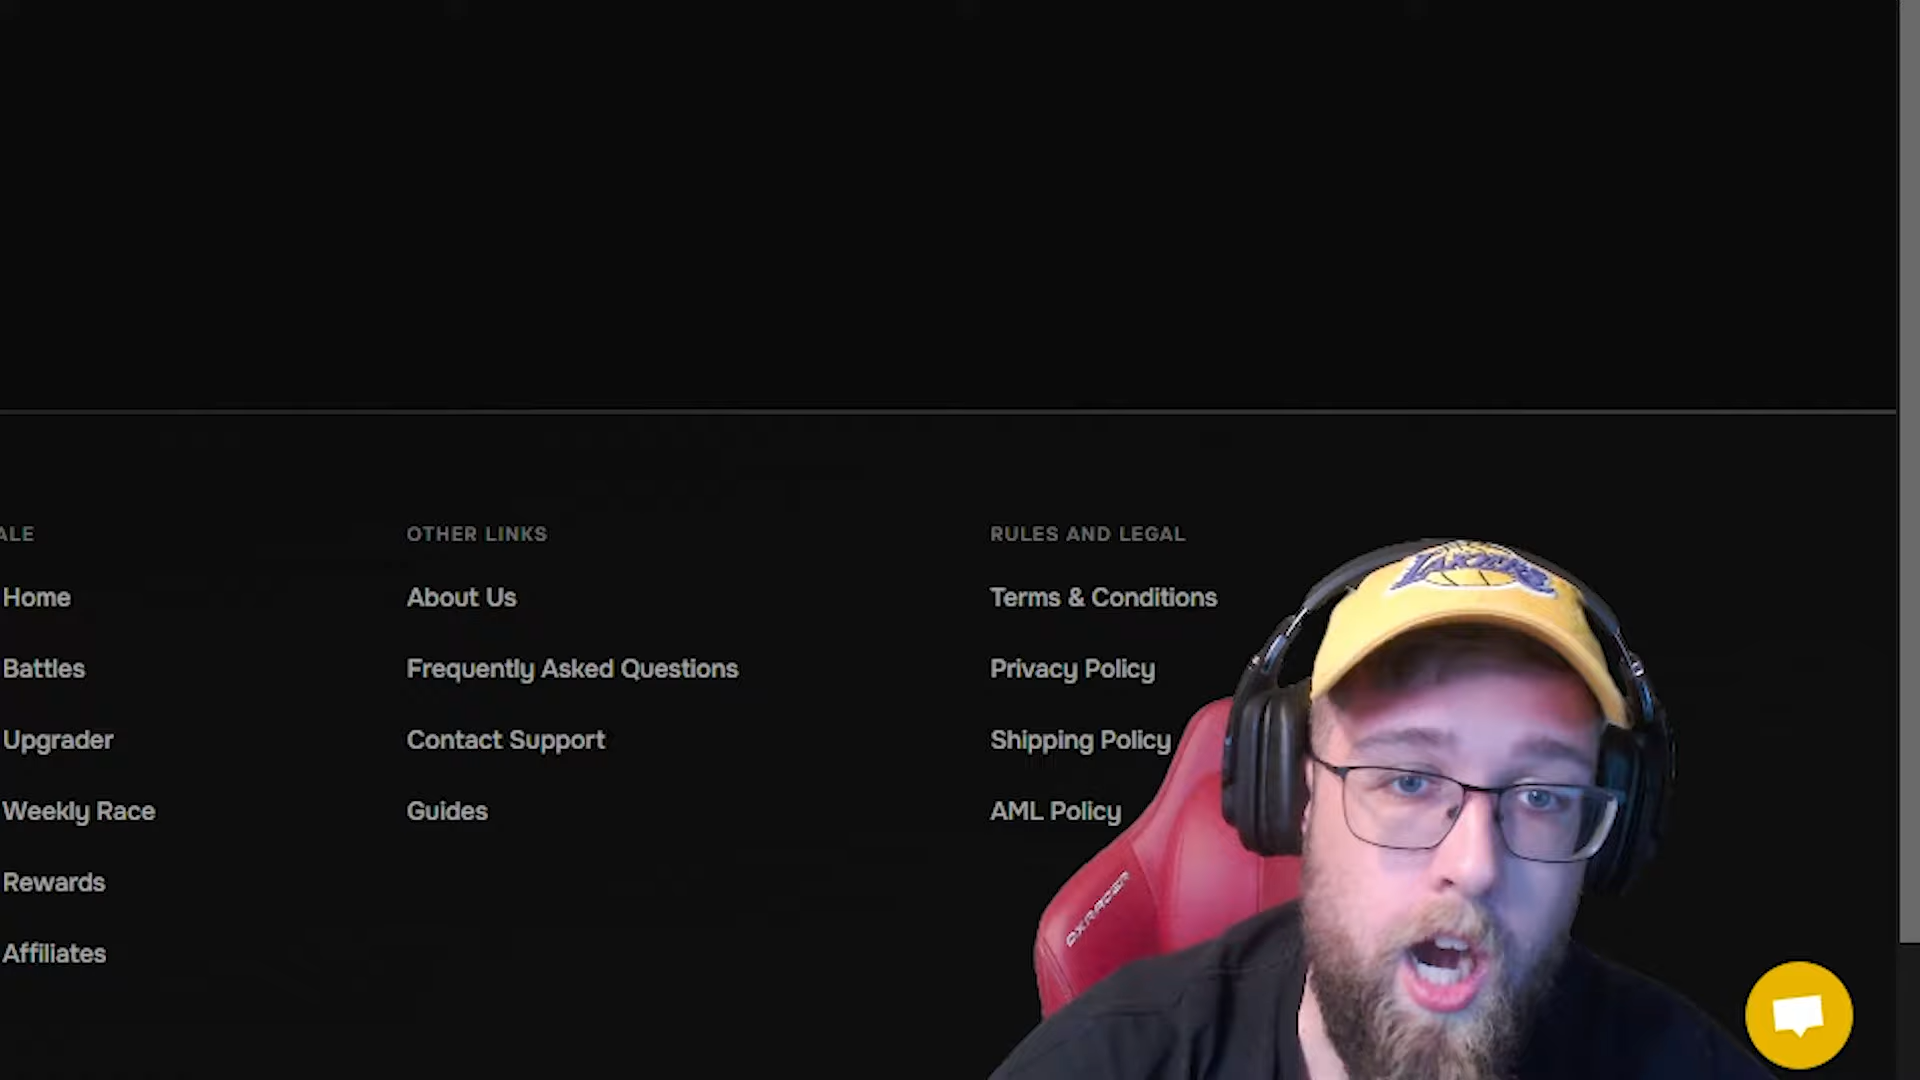 ALE
Home
Battles
Upgrader
Weekly Race
Rewards
Affiliates
OTHER LINKS
About Us
Frequently Asked Questions
Contact Support
Guides
RULES AND LEGAL
Terms & Conditions
Privacy Policy
Shipping Policy
AML Policy
LAKERS
DXRACER